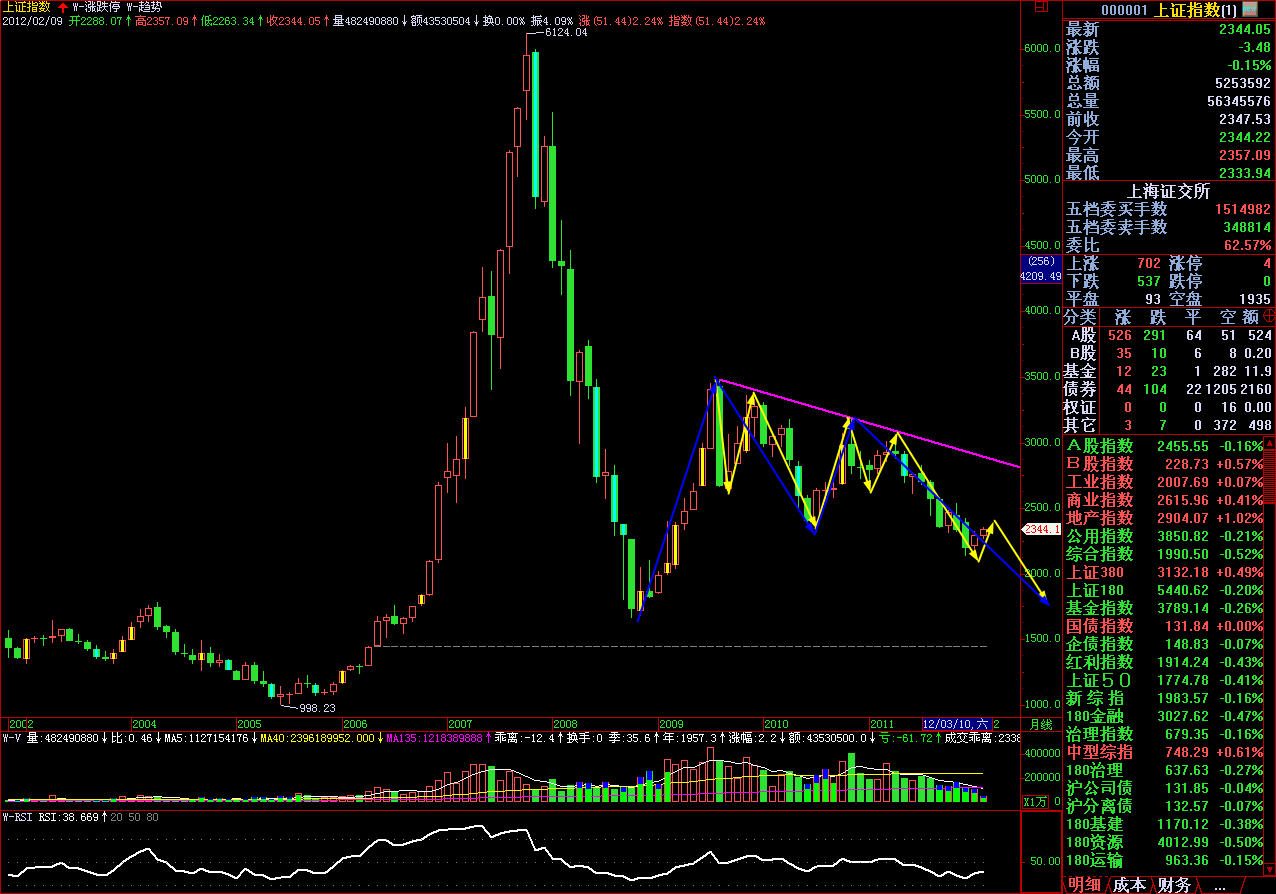 上证指数 W-涨跌停 W-趋势
2012/02/09 开2288.07↑高2357.09↑低2263.34↑收2344.05↑量482490880↓额43530504↓换0.00% 振4.09% 涨(51.44)2.24% 指数(51.44)2.24%
6124.04
6000.0
5500.0
5000.0
4500.0
(256)
4209.49
4000.0
3500.0
3000.0
2500.0
2344.1
2000.0
1500.0
1000.0
998.23
2002 2004 2005 2006 2007 2008 2009 2010 2011 12/03/10,六 2 月线
W-V 量:482490880↓比:0.46↓MA5:1127154176↓MA40:2396189952.000↓MA135:1218389888↑乖离:-12.4↑换手:0 季:35.6↑年:1957.3↑涨幅:2.2↓额:43530500.0↓亏:-61.72↑成交乖离:2338
400000
200000
X1万 0
W-RSI RSI:38.669↑20 50 80
50.00
000001 上证指数(1)
最新 2344.05
涨跌 -3.48
涨幅 -0.15%
总额 5253592
总量 56345576
前收 2347.53
今开 2344.22
最高 2357.09
最低 2333.94
上海证交所
五档委买手数 1514982
五档委卖手数 348814
委比 62.57%
上涨 702 涨停 4
下跌 537 跌停 0
平盘 93 空盘 1935
分类 涨 跌 平 空 额
A股 526 291 64 51 524
B股 35 10 6 8 0.20
基金 12 23 1 282 11.9
债券 44 104 22 1205 2160
权证 0 0 0 16 0.00
其它 3 7 0 372 498
A股指数 2455.55 -0.16%
B股指数 228.73 +0.57%
工业指数 2007.69 +0.07%
商业指数 2615.96 +0.41%
地产指数 2904.07 +1.02%
公用指数 3850.82 -0.21%
综合指数 1990.50 -0.52%
上证380 3132.18 +0.49%
上证180 5440.62 -0.20%
基金指数 3789.14 -0.26%
国债指数 131.84 +0.00%
企债指数 148.83 -0.07%
红利指数 1914.24 -0.43%
上证50 1774.78 -0.41%
新综指 1983.57 -0.16%
180金融 3027.62 -0.47%
治理指数 679.35 -0.16%
中型综指 748.29 +0.61%
180治理 637.63 -0.27%
沪公司债 131.85 -0.04%
沪分离债 132.57 -0.07%
180基建 1170.12 -0.38%
180资源 4012.99 -0.50%
180运输 963.36 -0.15%
明细 成本 财务 ...